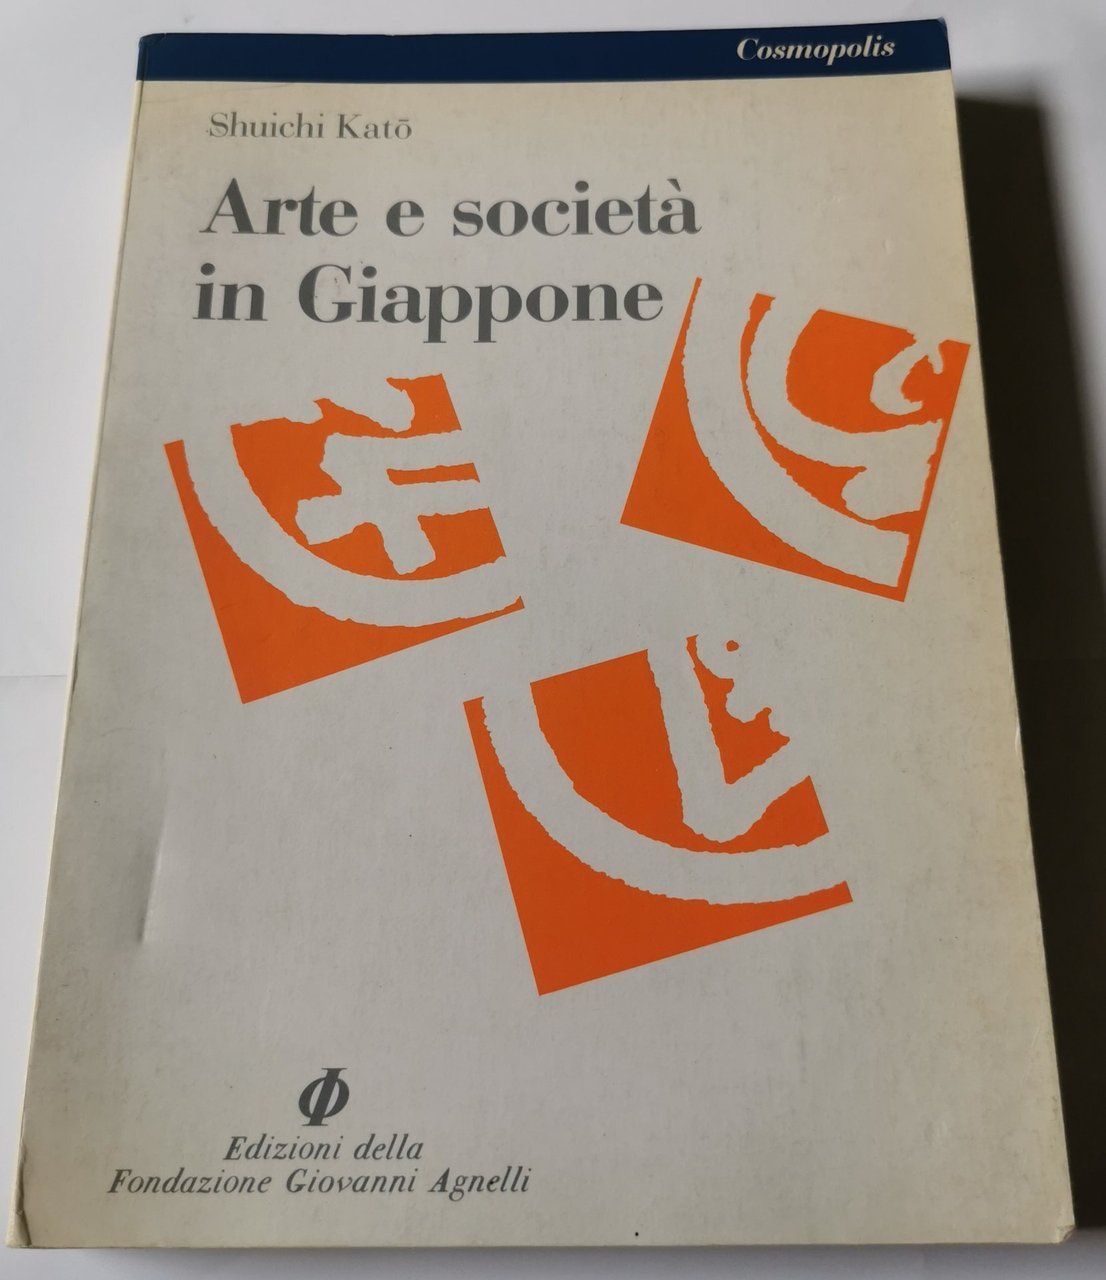 Cosmopolis
Shuichi Katō
Arte e società
in Giappone
Φ
Edizioni della
Fondazione Giovanni Agnelli